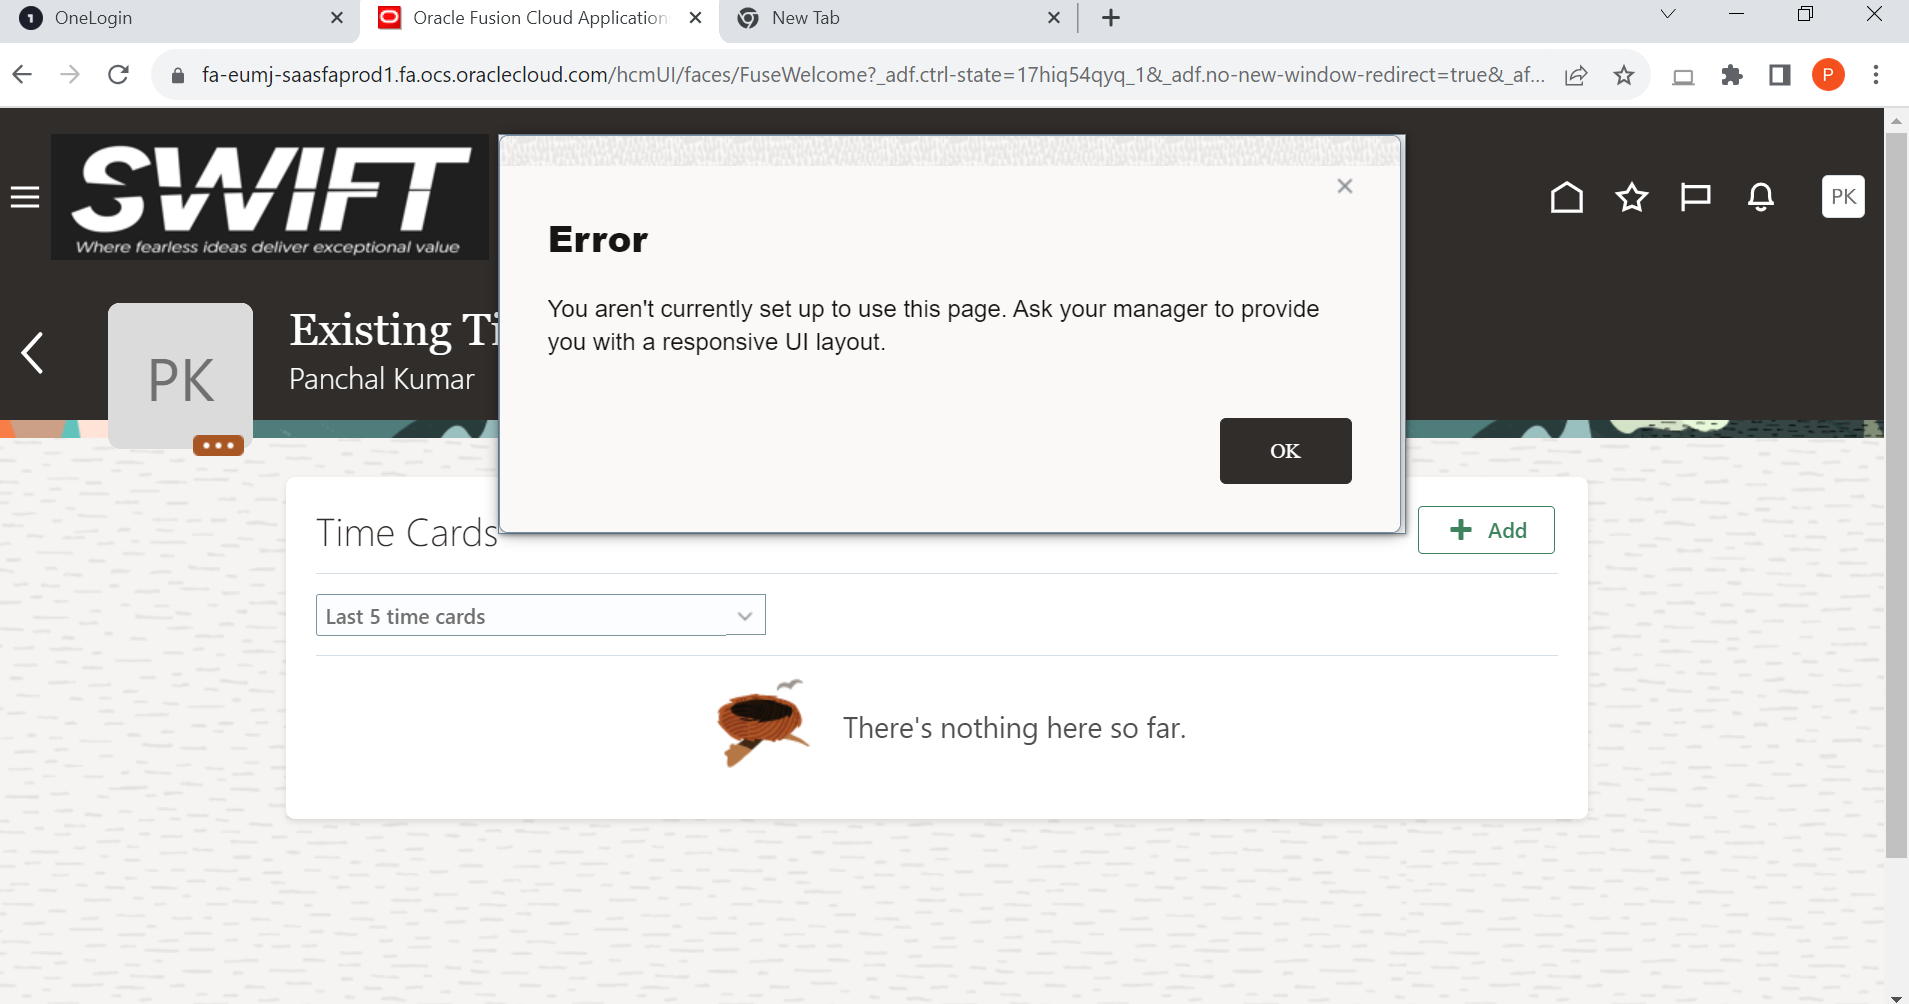 OneLogin
Oracle Fusion Cloud Application
New Tab
fa-eumj-saasfaprod1.fa.ocs.oraclecloud.com/hcmUI/faces/FuseWelcome?_adf.ctrl-state=17hiq54qyq_1&_adf.no-new-window-redirect=true&_af...
P
SWIFT
Where fearless ideas deliver exceptional value
PK
Error
You aren't currently set up to use this page. Ask your manager to provide
you with a responsive UI layout.
OK
PK
Existing Ti
Panchal Kumar
Time Cards
Add
Last 5 time cards
There's nothing here so far.